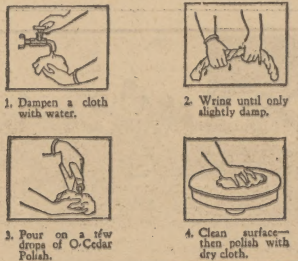 1. Dampen a cloth
with water.
2. Wring until only
slightly damp.
3. Pour on a few
drops of O-Cedar
Polish.
4. Clean surface—
then polish with
dry cloth.